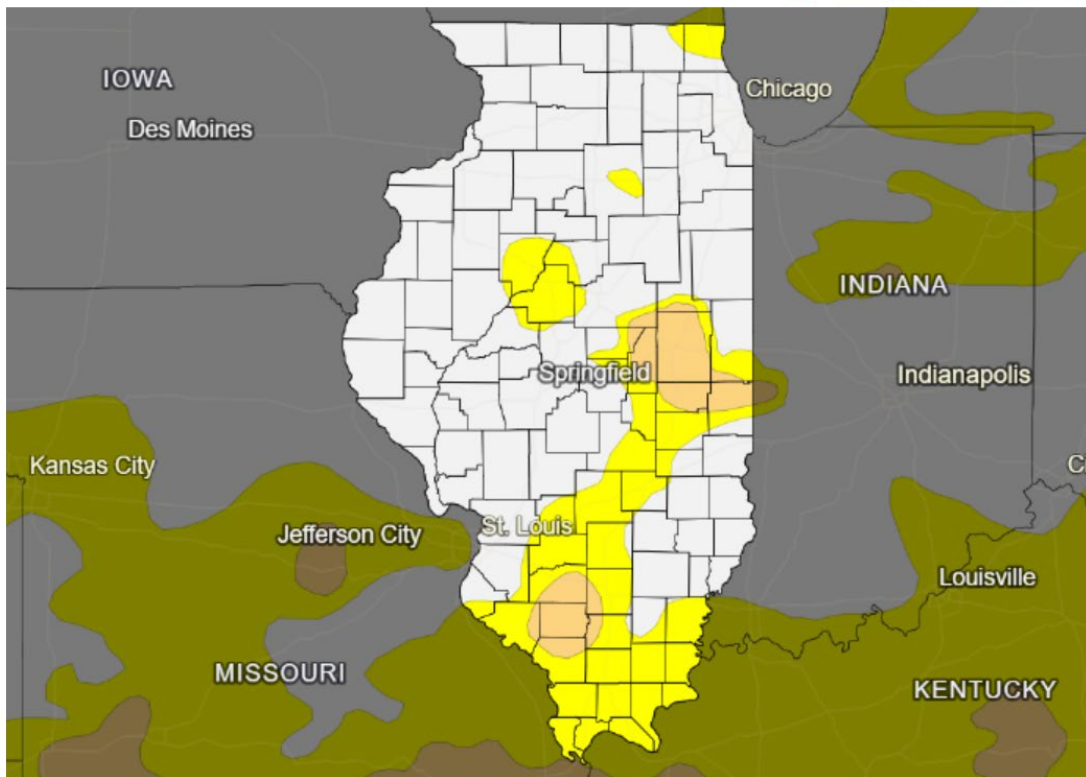 IOWA
Chicago
Des Moines
INDIANA
Springfield
Indianapolis
Kansas City
St. Louis
Jefferson City
Louisville
MISSOURI
KENTUCKY